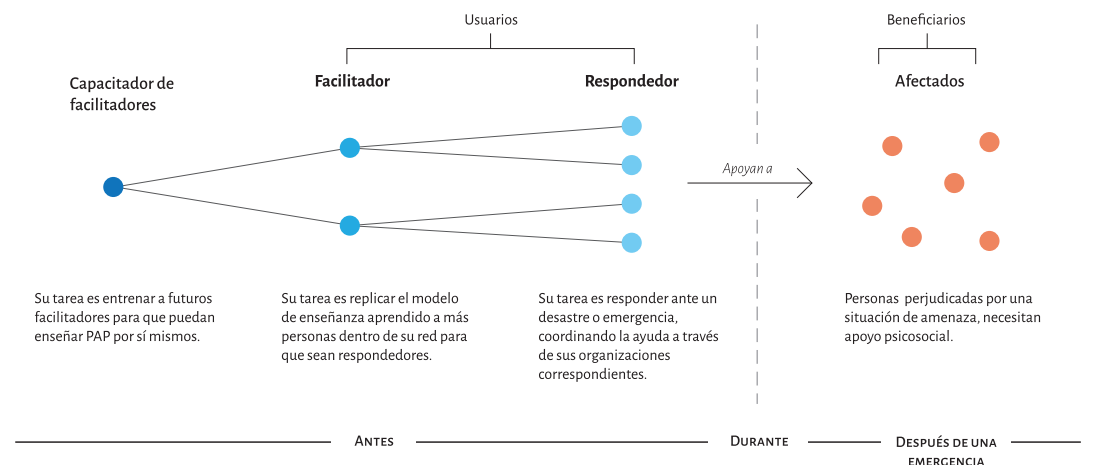 Usuarios
Beneficiarios
Capacitador de
facilitadores
Facilitador
Respondedor
Afectados
Apoyan a
Su tarea es entrenar a futuros
facilitadores para que puedan
enseñar PAP por sí mismos.
Su tarea es replicar el modelo
de enseñanza aprendido a más
personas dentro de su red para
que sean respondedores.
Su tarea es responder ante un
desastre o emergencia,
coordinando la ayuda a través
de sus organizaciones
correspondientes.
Personas perjudicadas por una
situación de amenaza, necesitan
apoyo psicosocial.
Antes
Durante
Después de una
emergencia